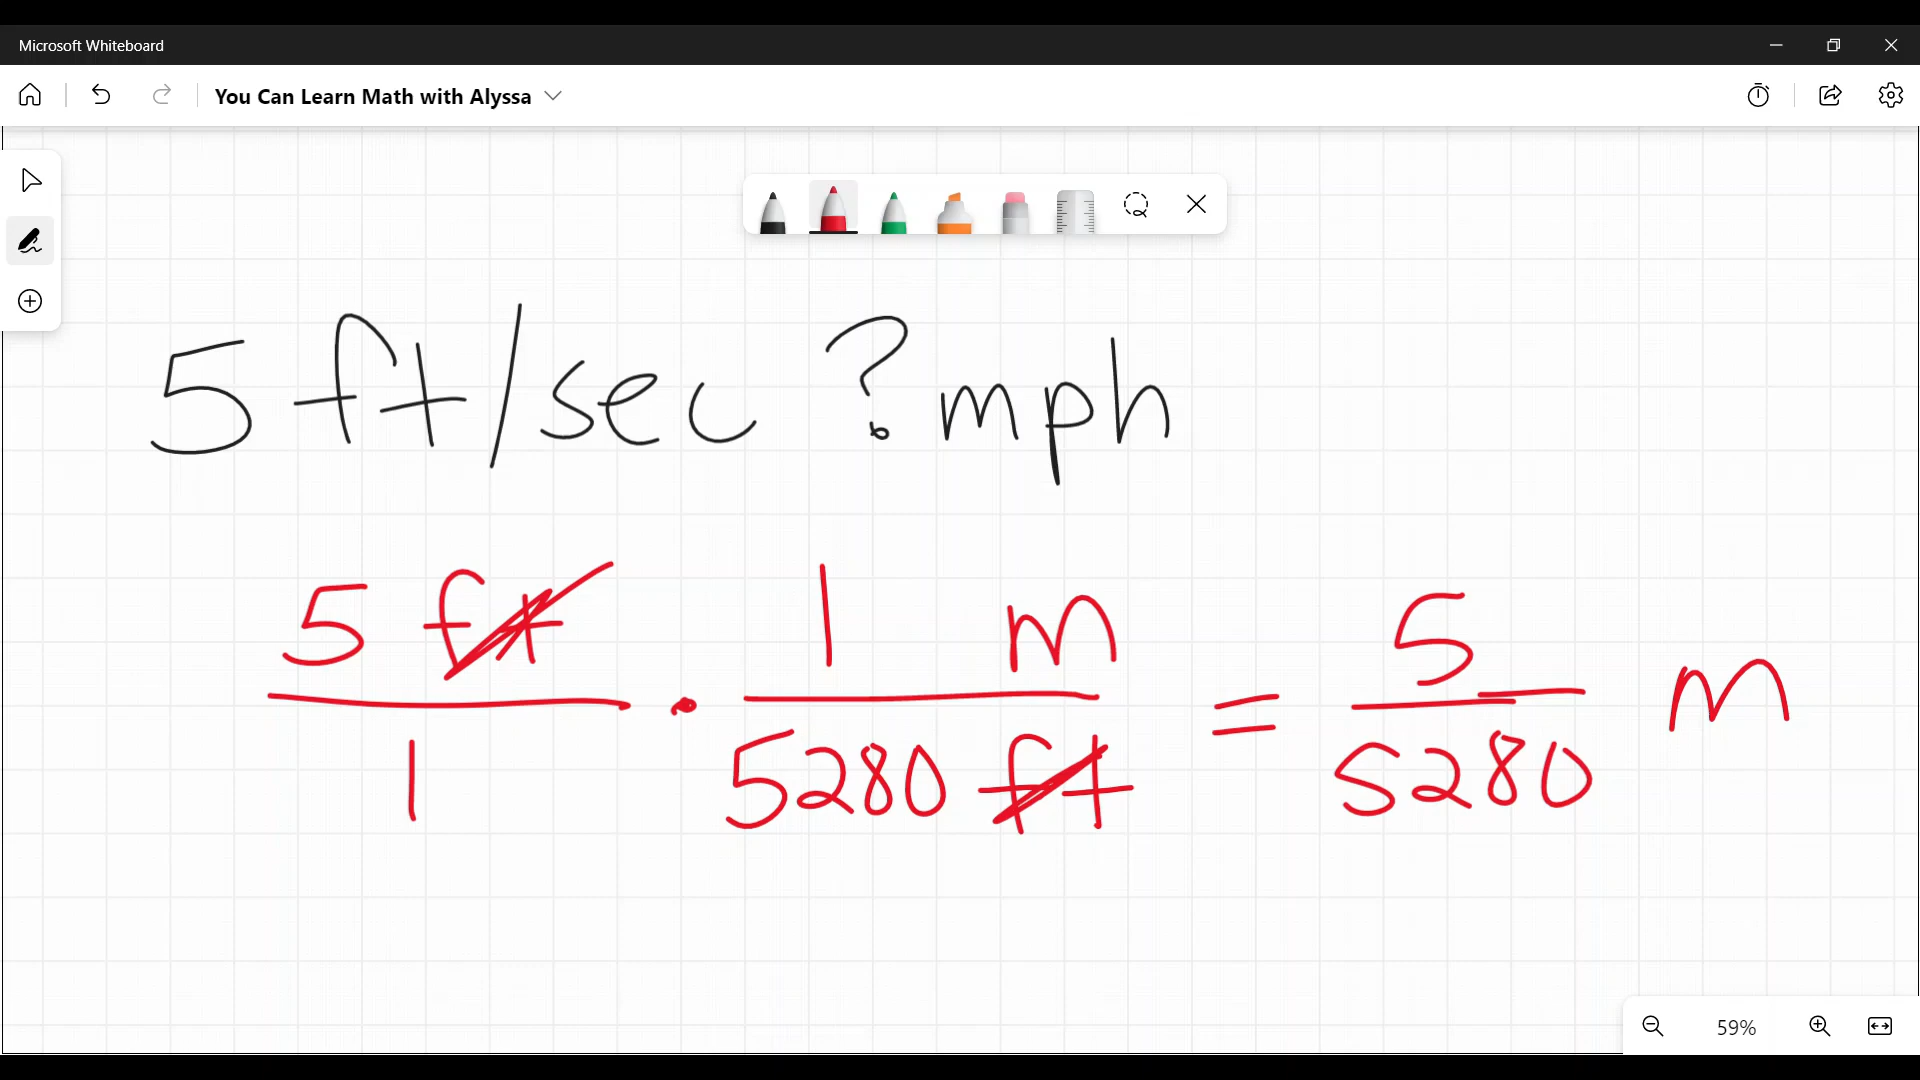 Microsoft Whiteboard
You Can Learn Math with Alyssa
5 ft/sec ? mph
5 ft 1 m 5
· = m
1 5280 ft 5280
59%